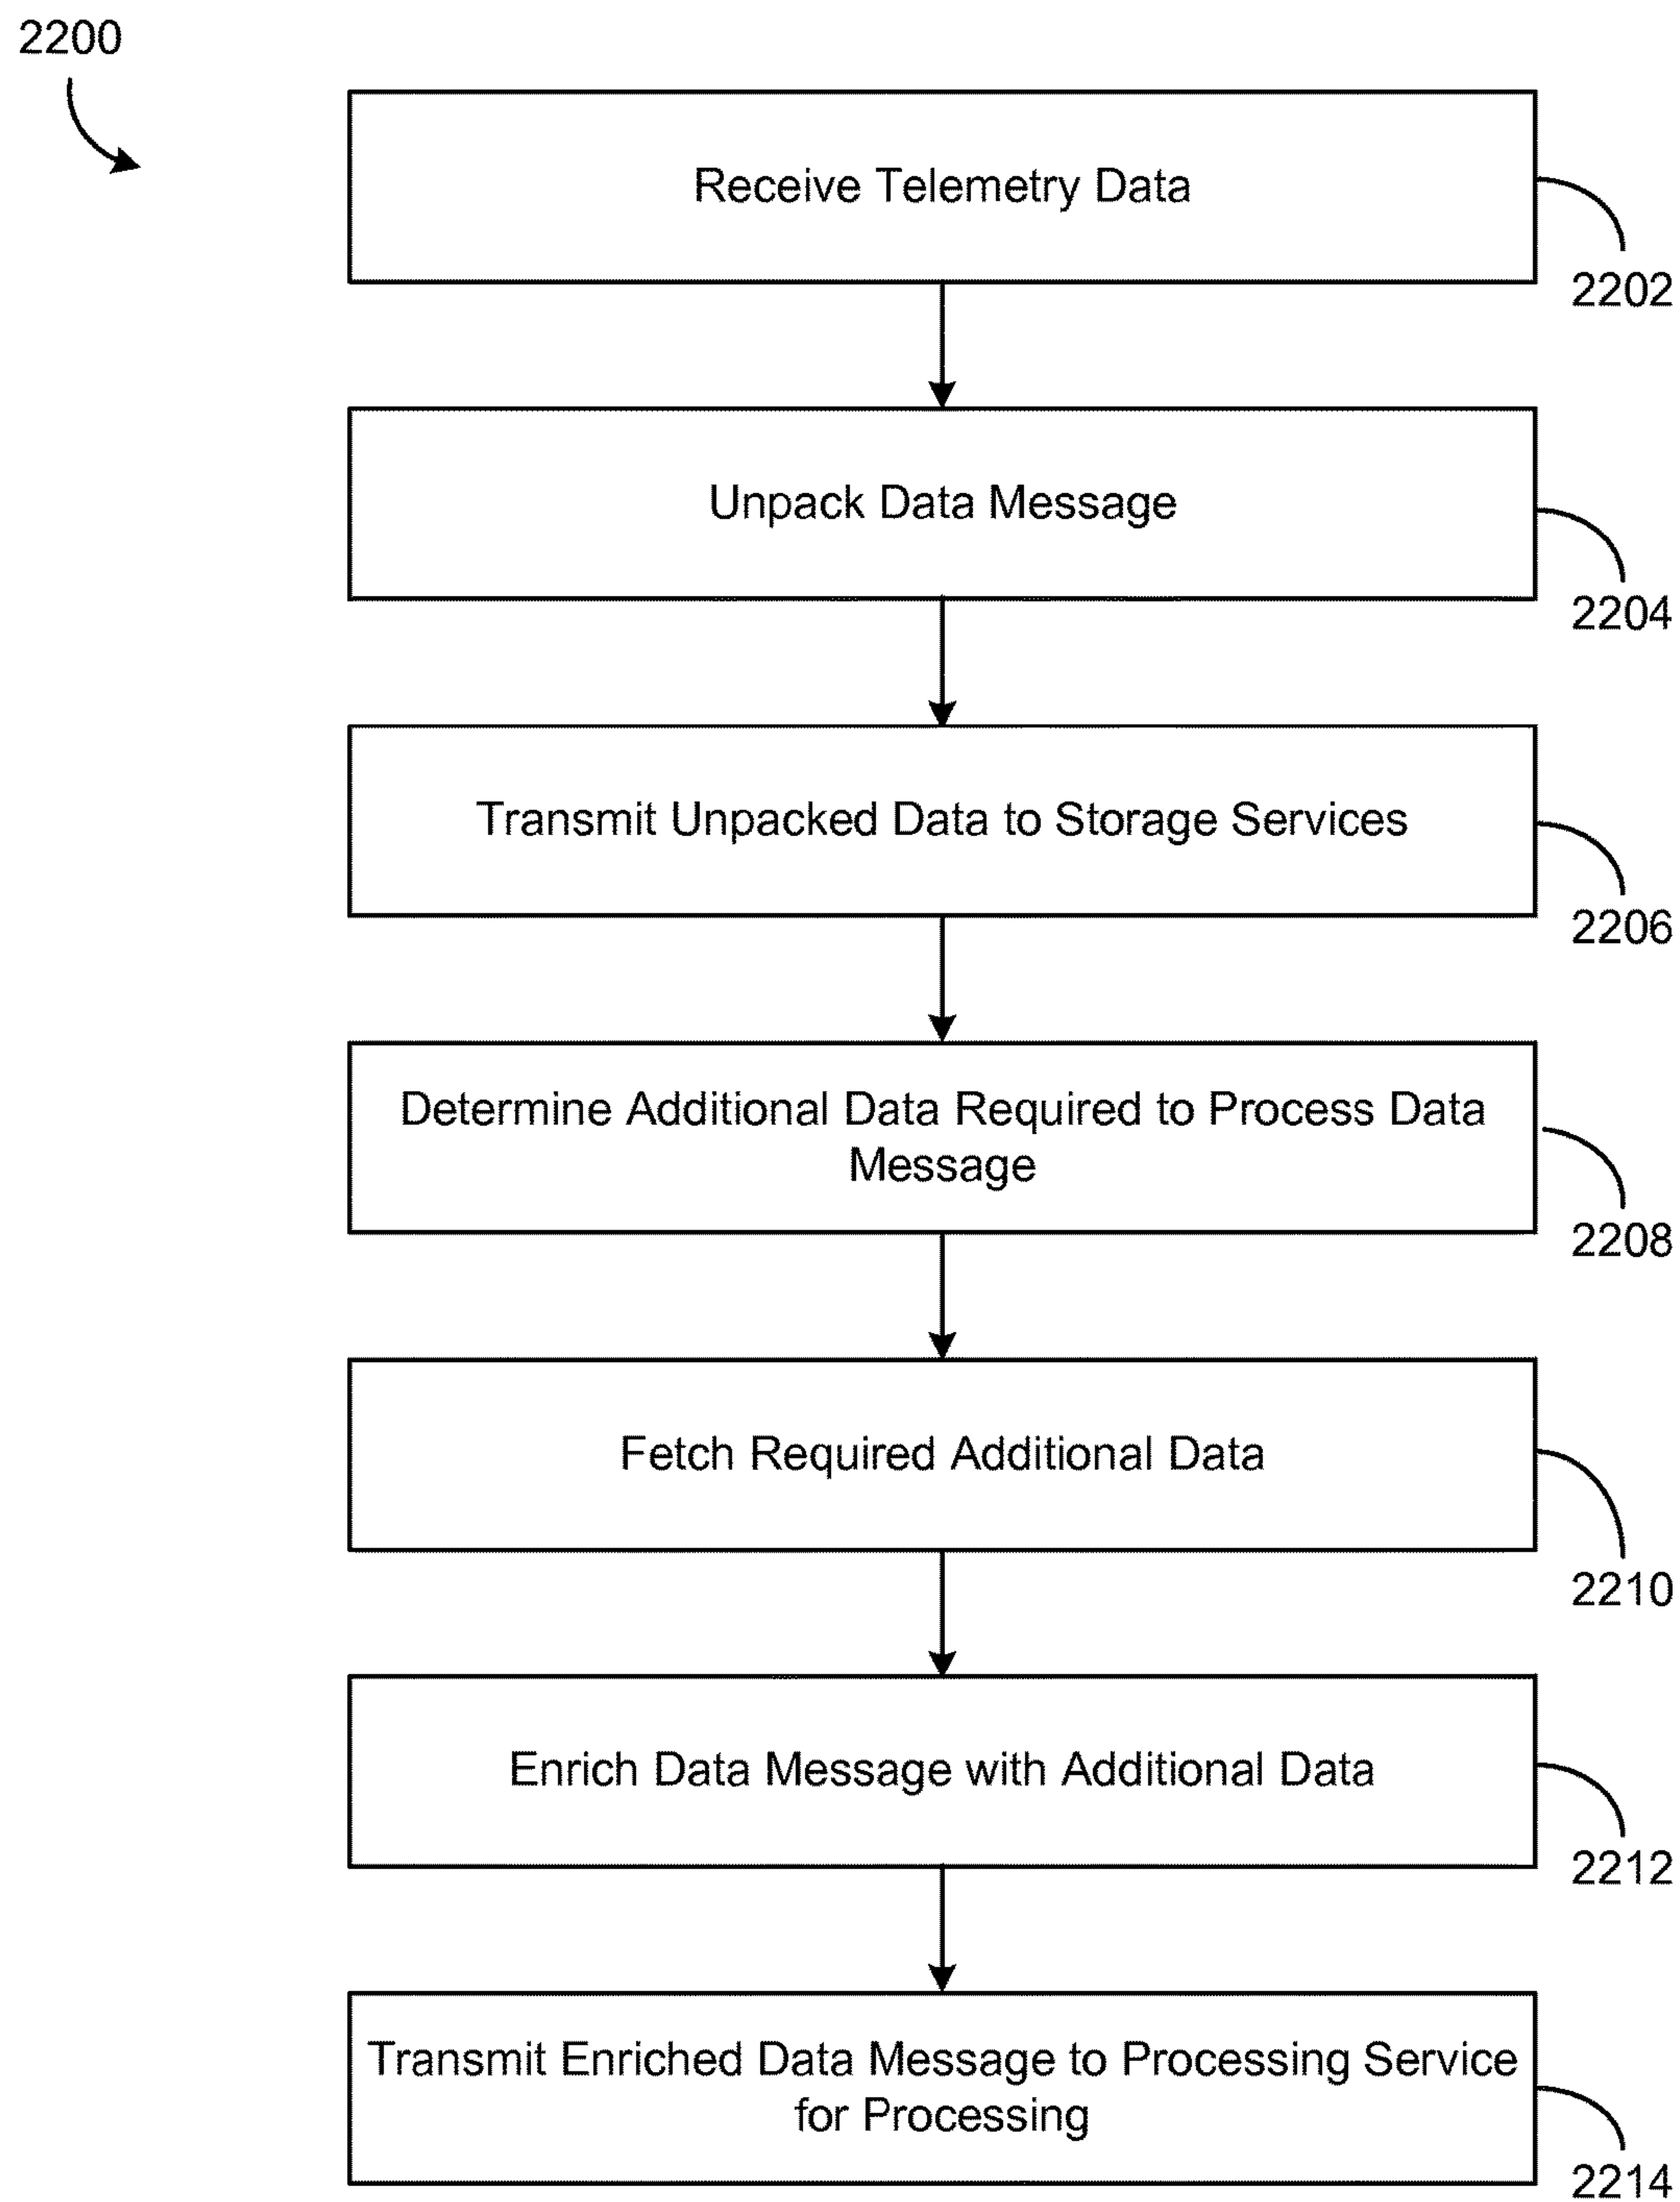 2200
Receive Telemetry Data
2202
Unpack Data Message
2204
Transmit Unpacked Data to Storage Services
2206
Determine Additional Data Required to Process Data
Message
2208
Fetch Required Additional Data
2210
Enrich Data Message with Additional Data
2212
Transmit Enriched Data Message to Processing Service
for Processing
2214